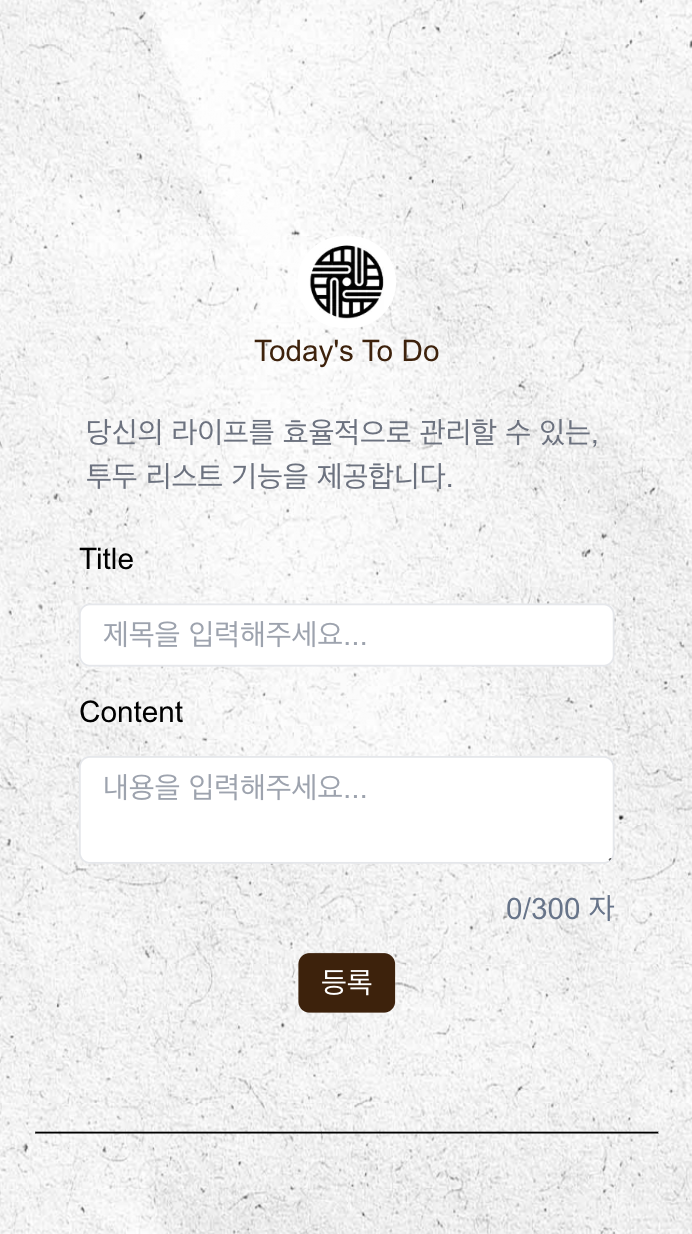 Today's To Do
당신의 라이프를 효율적으로 관리할 수 있는,
투두 리스트 기능을 제공합니다.
Title
제목을 입력해주세요...
Content
내용을 입력해주세요...
0/300 자
등록